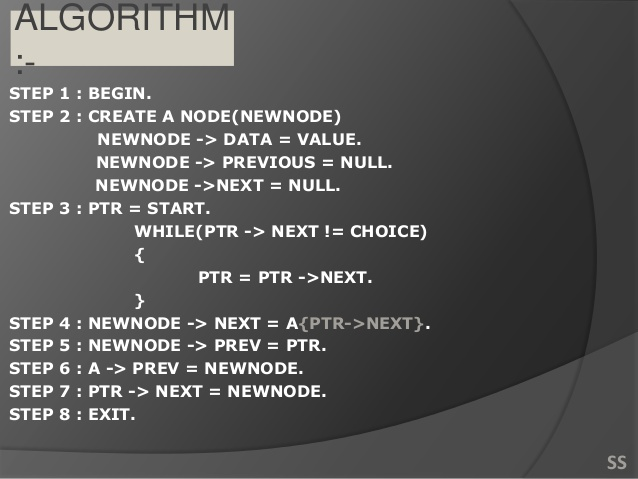 ALGORITHM
:-
STEP 1 : BEGIN.
STEP 2 : CREATE A NODE(NEWNODE)
NEWNODE -> DATA = VALUE.
NEWNODE -> PREVIOUS = NULL.
NEWNODE ->NEXT = NULL.
STEP 3 : PTR = START.
WHILE(PTR -> NEXT != CHOICE)
{
PTR = PTR ->NEXT.
}
STEP 4 : NEWNODE -> NEXT = A{PTR->NEXT}.
STEP 5 : NEWNODE -> PREV = PTR.
STEP 6 : A -> PREV = NEWNODE.
STEP 7 : PTR -> NEXT = NEWNODE.
STEP 8 : EXIT.
SS